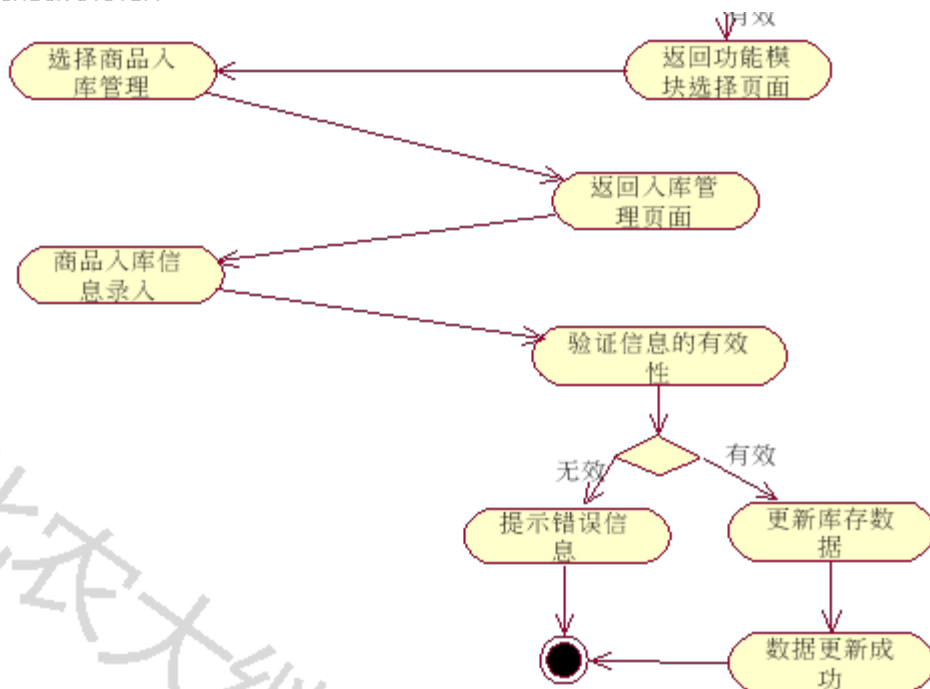 有效
选择商品入
库管理
返回功能模
块选择页面
返回入库管
理页面
商品入库信
息录入
验证信息的有效
性
无效
有效
提示错误信
息
更新库存数
据
数据更新成
功
农大